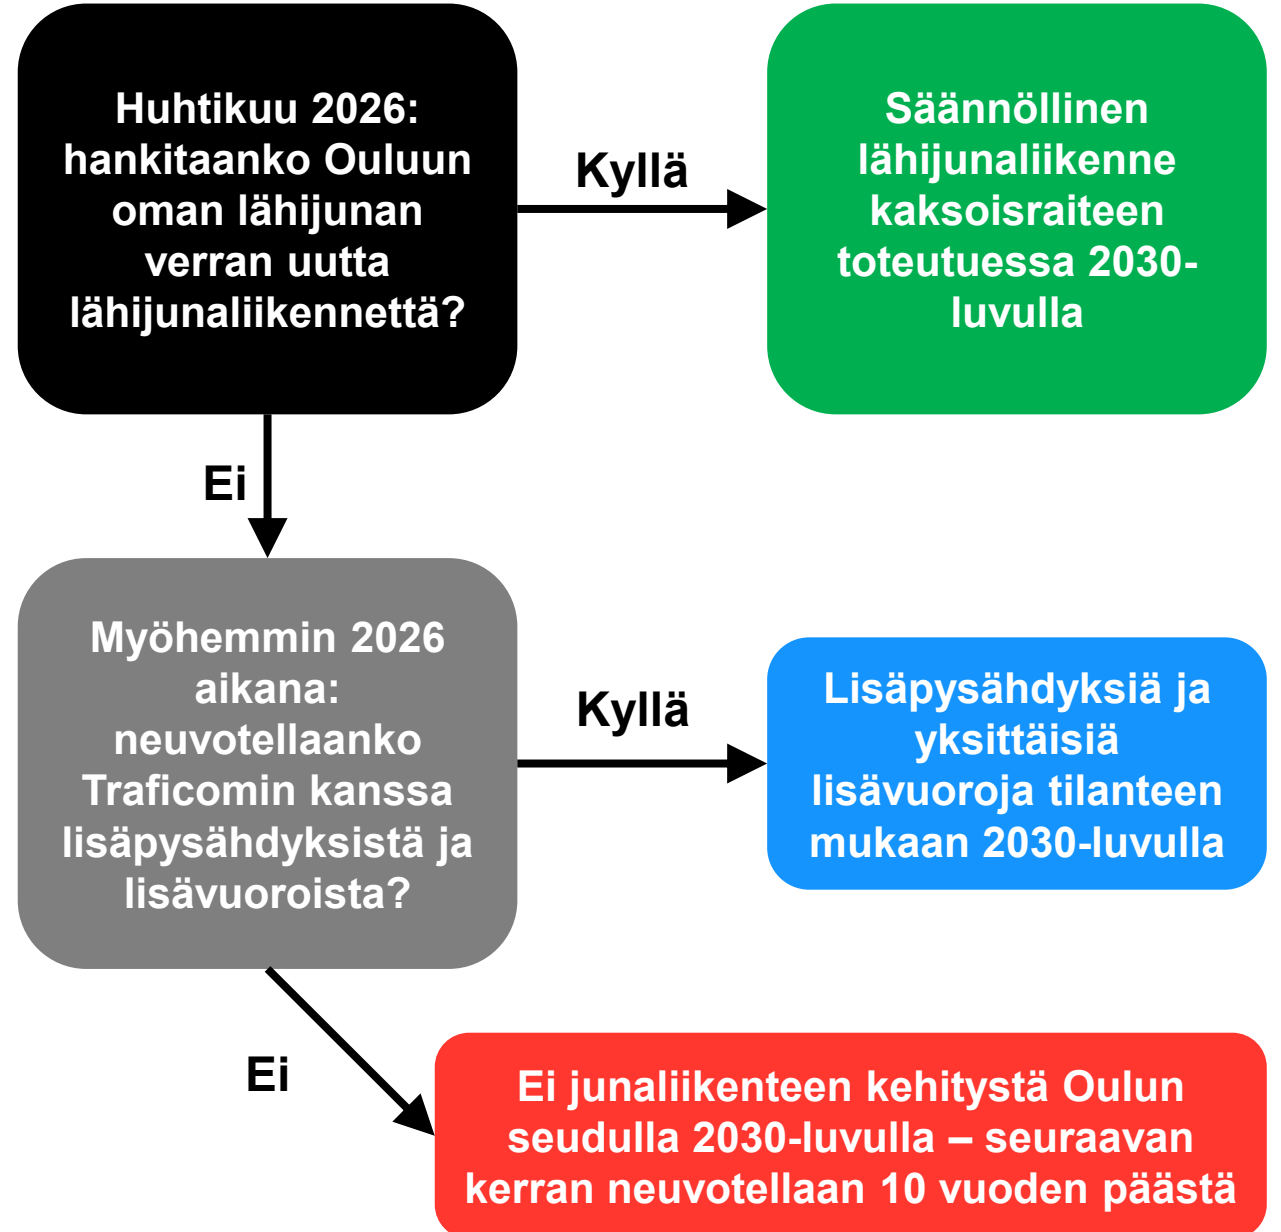 Huhtikuu 2026:
hankitaanko Ouluun
oman lähijunan
verran uutta
lähijunaliikennettä?
Kyllä
Säännöllinen
lähijunaliikenne
kaksoisraiteen
toteutuessa 2030-
luvulla
Ei
Myöhemmin 2026
aikana:
neuvotellaanko
Traficomin kanssa
lisäpysähdyksistä ja
lisävuoroista?
Kyllä
Lisäpysähdyksiä ja
yksittäisiä
lisävuoroja tilanteen
mukaan 2030-luvulla
Ei
Ei junaliikenteen kehitystä Oulun
seudulla 2030-luvulla – seuraavan
kerran neuvotellaan 10 vuoden päästä